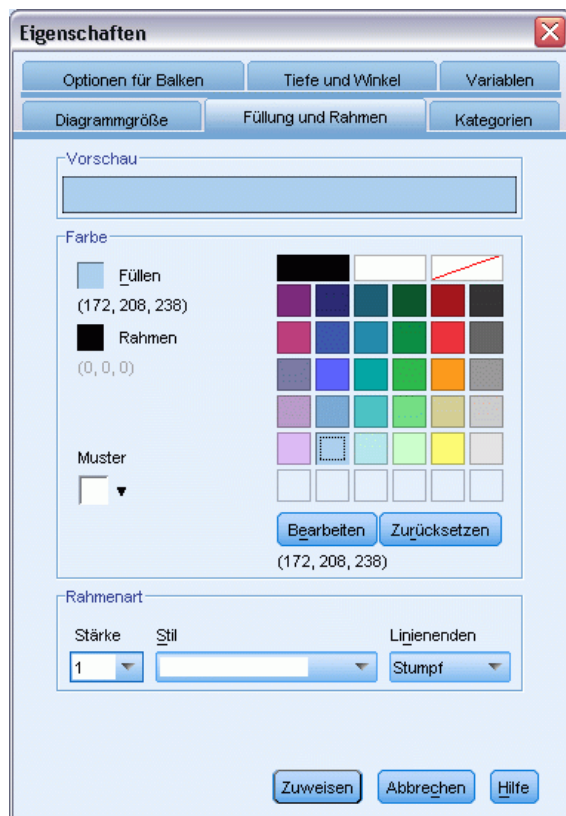 Eigenschaften
Optionen für Balken Tiefe und Winkel Variablen
Diagrammgröße Füllung und Rahmen Kategorien
Vorschau
Farbe
Füllen
(172, 208, 238)
Rahmen
(0, 0, 0)
Muster
Bearbeiten Zurücksetzen
(172, 208, 238)
Rahmenart
Stärke Stil Linienenden
1 Stumpf
Zuweisen Abbrechen Hilfe